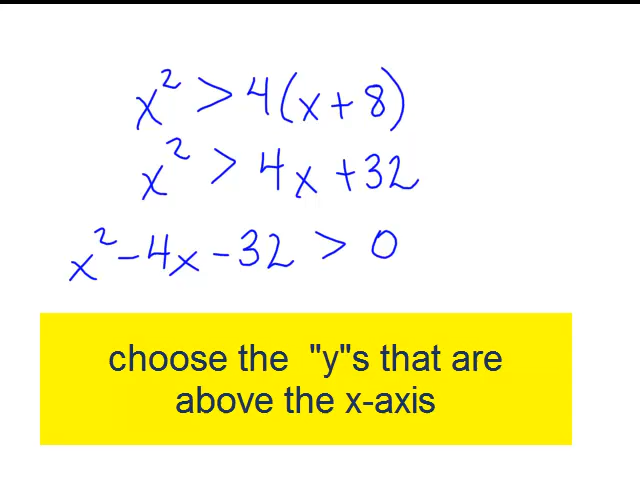 x² > 4(x+8)
x² > 4x +32
x² - 4x - 32 > 0
choose the "y"s that are
above the x-axis